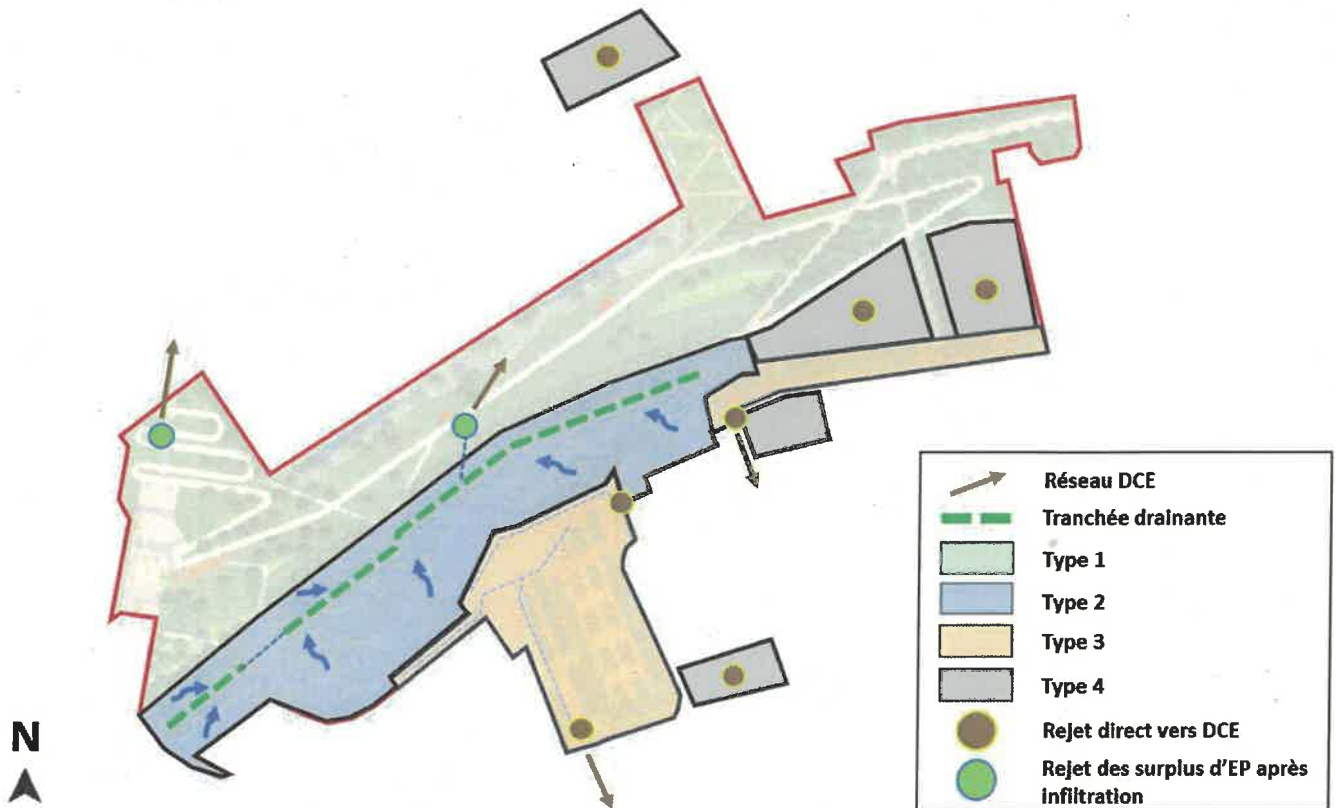 Réseau DCE
Tranchée drainante
Type 1
Type 2
Type 3
Type 4
Rejet direct vers DCE
Rejet des surplus d'EP après
infiltration
N